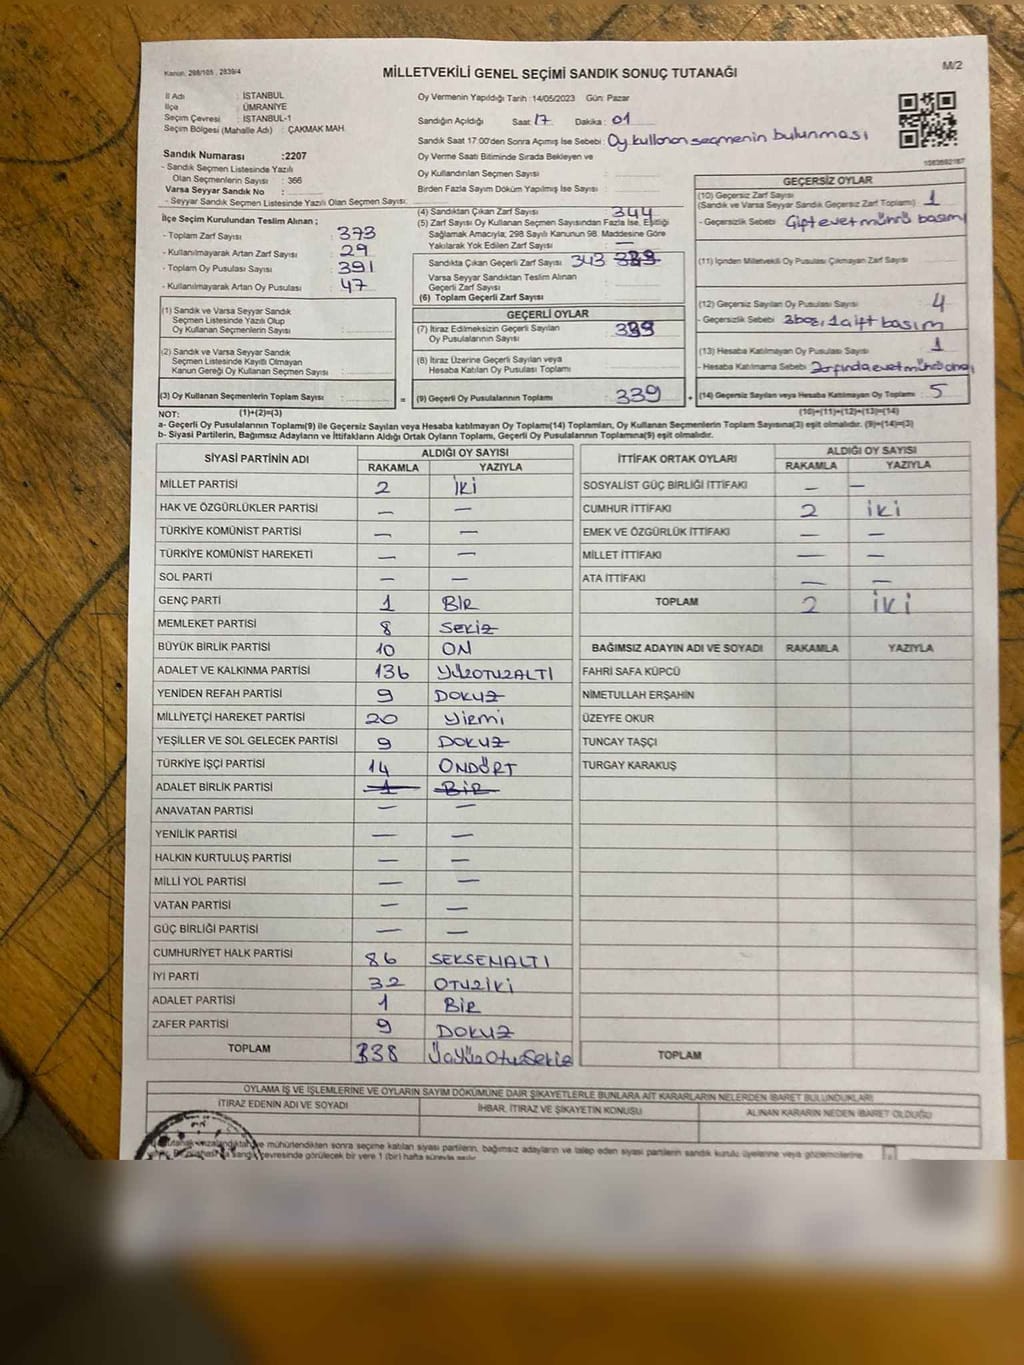 Kanun, 298/105 , 2839/4
MİLLETVEKİLİ GENEL SEÇİMİ SANDIK SONUÇ TUTANAĞI
M/2
İl Adı : İSTANBUL
İlçe : ÜMRANİYE
Seçim Çevresi : İSTANBUL-1
Seçim Bölgesi (Mahalle Adı) : ÇAKMAK MAH.
Sandık Numarası :2207
- Sandık Seçmen Listesinde Yazılı
Olan Seçmenlerin Sayısı : 366
Varsa Seyyar Sandık No :
- Seyyar Sandık Seçmen Listesinde Yazılı Olan Seçmen Sayısı
Oy Vermenin Yapıldığı Tarih :14/05/2023 Gün: Pazar
Sandığın Açıldığı Saat 17 Dakika : 01
Sandık Saat 17:00'den Sonra Açımış İse Sebebi : Oy kullanan seçmenin bulunması
Oy Verme Saati Bitiminde Sırada Bekleyen ve
Oy Kullandırılan Seçmen Sayısı :
Birden Fazla Sayım Döküm Yapılmış İse Sayısı :
1583692187
İlçe Seçim Kurulundan Teslim Alınan ;
- Toplam Zarf Sayısı : 373
- Kullanılmayarak Artan Zarf Sayısı : 29
- Toplam Oy Pusulası Sayısı : 391
- Kullanılmayarak Artan Oy Pusulası : 47
(4) Sandıktan Çıkan Zarf Sayısı : 344
(5) Zarf Sayısı Oy Kullanan Seçmen Sayısından Fazla İse, Eşitliği
Sağlamak Amacıyla; 298 Sayılı Kanunun 98. Maddesine Göre
Yakılarak Yok Edilen Zarf Sayısı : —
Sandıkta Çıkan Geçerli Zarf Sayısı : 343 339
Varsa Seyyar Sandıktan Teslim Alınan
Geçerli Zarf Sayısı :
(6) Toplam Geçerli Zarf Sayısı
GEÇERSİZ OYLAR
(10) Geçersiz Zarf Sayısı : 1
(Sandık ve Varsa Seyyar Sandık Geçersiz Zarf Toplamı)
- Geçersizlik Sebebi : Çift evet mührü basımı
(11) İçinden Milletvekili Oy Pusulası Çıkmayan Zarf Sayısı :
(12) Geçersiz Sayılan Oy Pusulası Sayısı : 4
- Geçersizlik Sebebi : 3 boş, 1 çift basım
(13) Hesaba Katılmayan Oy Pusulası Sayısı : 1
- Hesaba Katılmama Sebebi : Zarfında evet mührü
(14) Geçersiz Sayılan veya Hesaba Katılmayan Oy Toplamı : 5
(1) Sandık ve Varsa Seyyar Sandık
Seçmen Listesinde Yazılı Olup
Oy Kullanan Seçmenlerin Sayısı :
(2) Sandık ve Varsa Seyyar Sandık
Seçmen Listesinde Kayıtlı Olmayan
Kanun Gereği Oy Kullanan Seçmen Sayısı :
(3) Oy Kullanan Seçmenlerin Toplam Sayısı : =
GEÇERLİ OYLAR
(7) İtiraz Edilmeksizin Geçerli Sayılan
Oy Pusulalarının Sayısı : 339
(8) İtiraz Üzerine Geçerli Sayılan veya
Hesaba Katılan Oy Pusulası Toplamı :
(9) Geçerli Oy Pusulalarının Toplamı : 339 +
NOT: (1)+(2)=(3) (10)+(11)+(12)+(13)=(14)
a- Geçerli Oy Pusulalarının Toplamı(9) ile Geçersiz Sayılan veya Hesaba katılmayan Oy Toplamı(14) Toplamları, Oy Kullanan Seçmenlerin Toplam Sayısına(3) eşit olmalıdır. (9)+(14)=(3)
b- Siyasi Partilerin, Bağımsız Adayların ve İttifakların Aldığı Ortak Oyların Toplamı, Geçerli Oy Pusulalarının Toplamına(9) eşit olmalıdır.
SİYASİ PARTİNİN ADI ALDIĞI OY SAYISI
RAKAMLA YAZIYLA
MİLLET PARTİSİ 2 iki
HAK VE ÖZGÜRLÜKLER PARTİSİ — —
TÜRKİYE KOMÜNİST PARTİSİ — —
TÜRKİYE KOMÜNİST HAREKETİ — —
SOL PARTİ — —
GENÇ PARTİ 1 BİR
MEMLEKET PARTİSİ 8 Sekiz
BÜYÜK BİRLİK PARTİSİ 10 ON
ADALET VE KALKINMA PARTİSİ 136 YÜZOTUZALTI
YENİDEN REFAH PARTİSİ 9 DOKUZ
MİLLİYETÇİ HAREKET PARTİSİ 20 Yirmi
YEŞİLLER VE SOL GELECEK PARTİSİ 9 DOKUZ
TÜRKİYE İŞÇİ PARTİSİ 14 ONDÖRT
ADALET BİRLİK PARTİSİ 1 BİR
ANAVATAN PARTİSİ — —
YENİLİK PARTİSİ — —
HALKIN KURTULUŞ PARTİSİ — —
MİLLİ YOL PARTİSİ — —
VATAN PARTİSİ — —
GÜÇ BİRLİĞİ PARTİSİ — —
CUMHURİYET HALK PARTİSİ 86 SEKSENALTI
İYİ PARTİ 32 OTUZİKİ
ADALET PARTİSİ 1 BİR
ZAFER PARTİSİ 9 DOKUZ
TOPLAM 338 ÜçyüzOtuzSekiz
İTTİFAK ORTAK OYLARI ALDIĞI OY SAYISI
RAKAMLA YAZIYLA
SOSYALİST GÜÇ BİRLİĞİ İTTİFAKI — —
CUMHUR İTTİFAKI 2 iki
EMEK VE ÖZGÜRLÜK İTTİFAKI — —
MİLLET İTTİFAKI — —
ATA İTTİFAKI — —
TOPLAM 2 iki
BAĞIMSIZ ADAYIN ADI VE SOYADI RAKAMLA YAZIYLA
FAHRİ SAFA KÜPCÜ
NİMETULLAH ERŞAHİN
ÜZEYFE OKUR
TUNCAY TAŞÇI
TURGAY KARAKUŞ
TOPLAM
OYLAMA İŞ VE İŞLEMLERİNE VE OYLARIN SAYIM DÖKÜMÜNE DAİR ŞİKAYETLERLE BUNLARA AİT KARARLARIN NELERDEN İBARET BULUNDUKLARI
İTİRAZ EDENİN ADI VE SOYADI İHBAR, İTİRAZ VE ŞİKAYETİN KONUSU ALINAN KARARIN NEDEN İBARET OLDUĞU
ve mühürlendikten sonra seçime katılan siyasi partilerin, bağımsız adayların ve talep eden siyasi partilerin sandık kurulu üyelerine veya gözlemcilerine
çevresinde görülecek bir yere 1 (bir) hafta süreyle asılır.